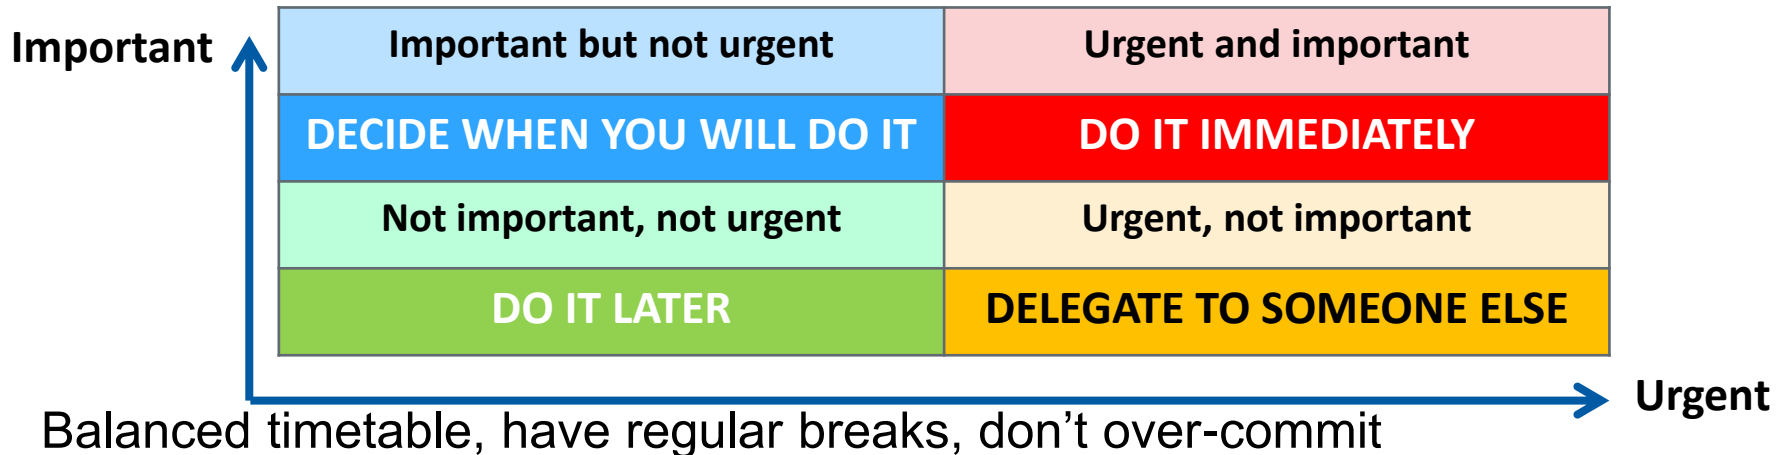 Important
Important but not urgent
Urgent and important
DECIDE WHEN YOU WILL DO IT
DO IT IMMEDIATELY
Not important, not urgent
Urgent, not important
DO IT LATER
DELEGATE TO SOMEONE ELSE
Urgent
Balanced timetable, have regular breaks, don’t over-commit